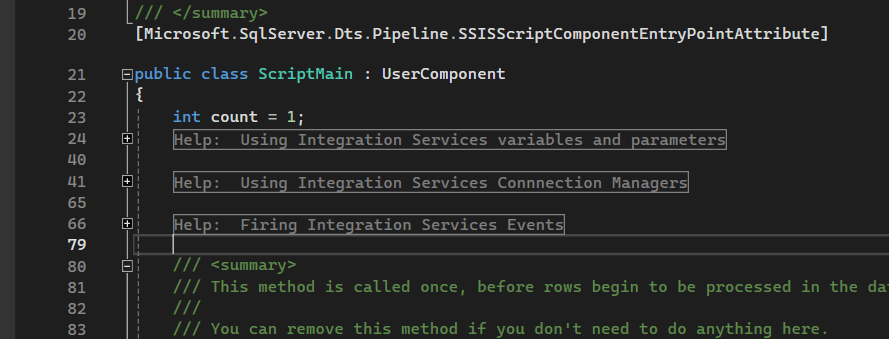 19 /// </summary>
20 [Microsoft.SqlServer.Dts.Pipeline.SSISScriptComponentEntryPointAttribute]
21 public class ScriptMain : UserComponent
22 {
23 int count = 1;
24 Help:  Using Integration Services variables and parameters
40
41 Help:  Using Integration Services Connnection Managers
65
66 Help:  Firing Integration Services Events
79
80 /// <summary>
81 /// This method is called once, before rows begin to be processed in the
82 ///
83 /// You can remove this method if you don't need to do anything here.